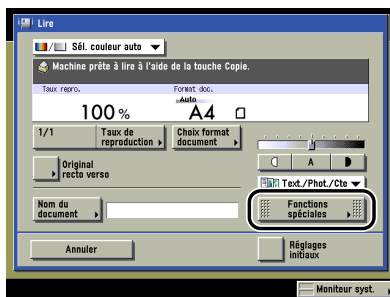 Lire
Sél. couleur auto
Machine prête à lire à l'aide de la touche Copie.
Taux repro.
Format doc.
Auto
100 %
A4
1/1
Taux de
reproduction
Choix format
document
Original
recto verso
A
Text./Phot./Cte
Nom du
document
Fonctions
spéciales
Annuler
Réglages
initiaux
Moniteur syst.